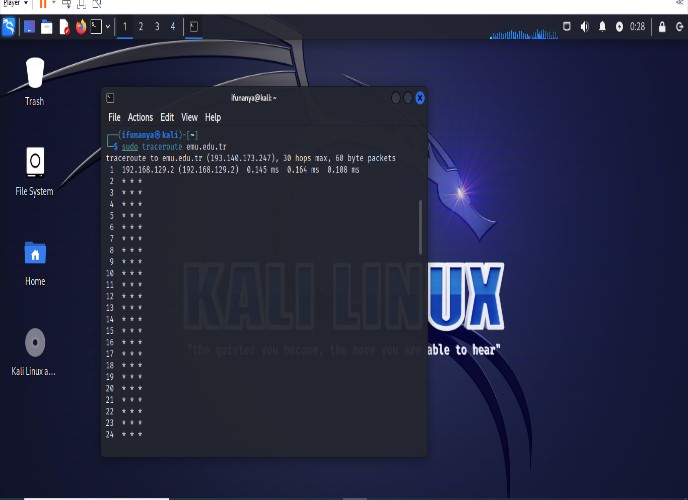 Player
1 2 3 4
0:28
Trash
File System
Home
Kali Linux a...
ifunanya@kali: ~
File Actions Edit View Help
(ifunanya㉿kali)-[~]
$ sudo traceroute emu.edu.tr
traceroute to emu.edu.tr (193.140.173.247), 30 hops max, 60 byte packets
1 192.168.129.2 (192.168.129.2) 0.145 ms 0.164 ms 0.108 ms
2 * * *
3 * * *
4 * * *
5 * * *
6 * * *
7 * * *
8 * * *
9 * * *
10 * * *
11 * * *
12 * * *
13 * * *
14 * * *
15 * * *
16 * * *
17 * * *
18 * * *
19 * * *
20 * * *
21 * * *
22 * * *
23 * * *
24 * * *
KALI LINUX
"the quieter you become, the more you are able to hear"